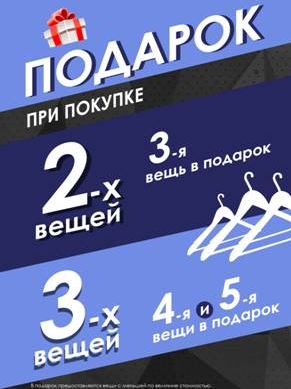 ПОДАРОК
ПРИ ПОКУПКЕ
2-х
вещей
3-я
вещь в подарок
3-х
вещей
4-я и 5-я
вещи в подарок
В подарок предоставляется вещи с меньшей по величине стоимостью.